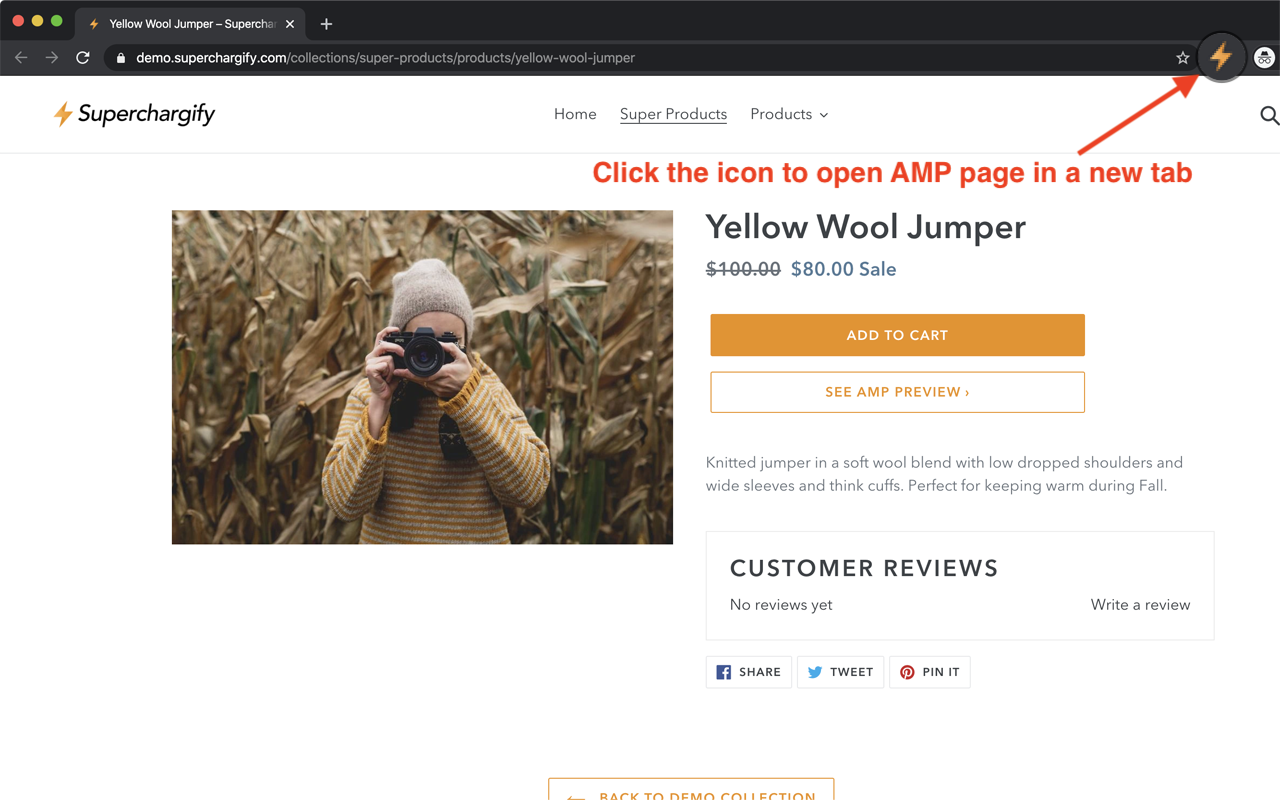 Yellow Wool Jumper – Superchar
demo.superchargify.com/collections/super-products/products/yellow-wool-jumper
Superchargify
Home Super Products Products
Click the icon to open AMP page in a new tab
Yellow Wool Jumper
$100.00 $80.00 Sale
ADD TO CART
SEE AMP PREVIEW ›
Knitted jumper in a soft wool blend with low dropped shoulders and
wide sleeves and think cuffs. Perfect for keeping warm during Fall.
CUSTOMER REVIEWS
No reviews yet Write a review
SHARE TWEET PIN IT
← BACK TO DEMO COLLECTION